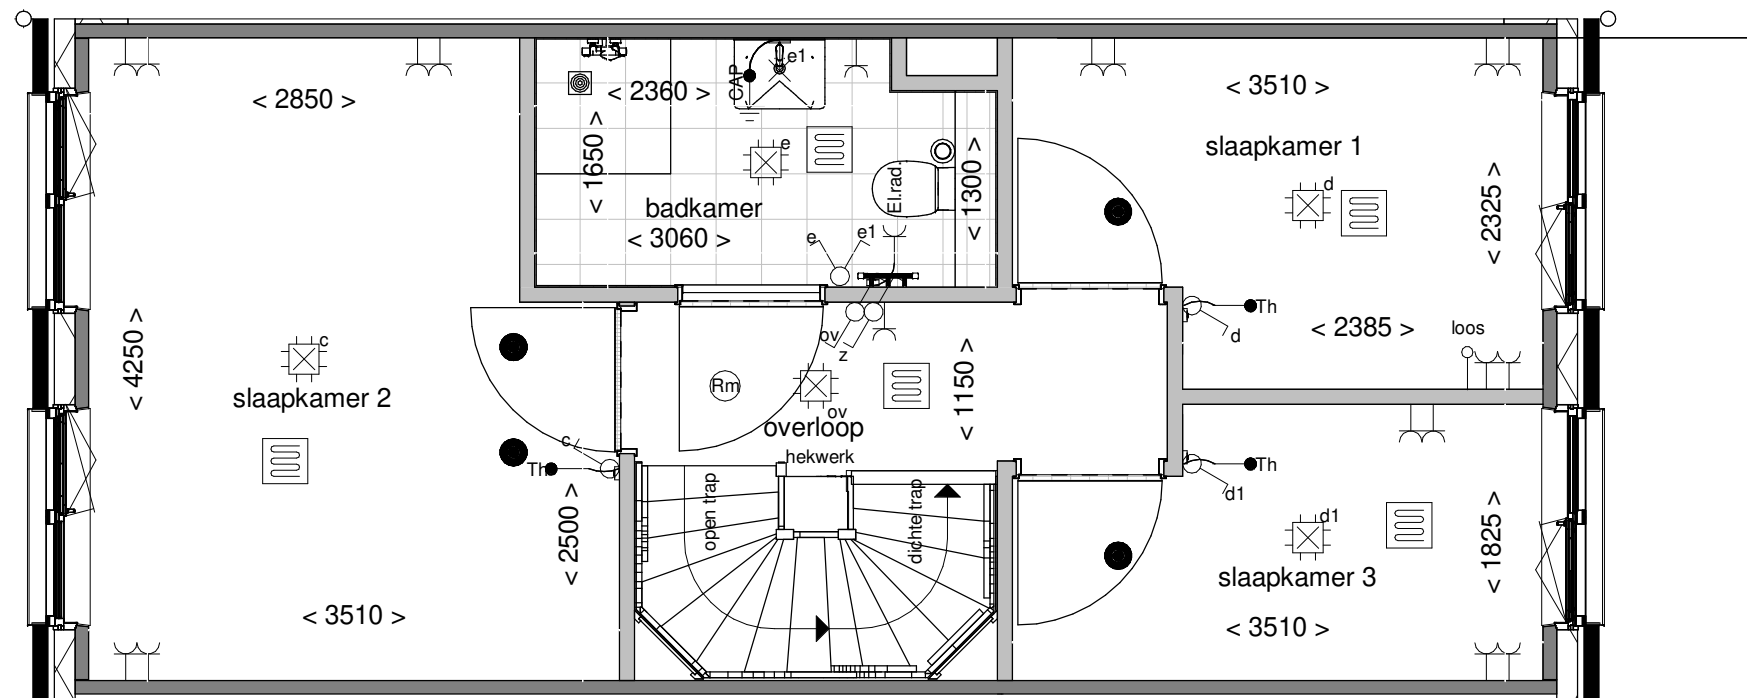 < 2850 >
< 4250 >
c
slaapkamer 2
< 3510 >
c
Th
< 2500 >
< 2360 >
CAP
e1
< 1650 >
e
badkamer
< 3060 >
El.rad.
< 1300 >
e
e1
ov
z
Rm
ov
overloop
hekwerk
< 1150 >
open trap
dichte trap
< 3510 >
slaapkamer 1
d
< 2325 >
Th
d
< 2385 >
loos
Th
d1
d1
slaapkamer 3
< 1825 >
< 3510 >